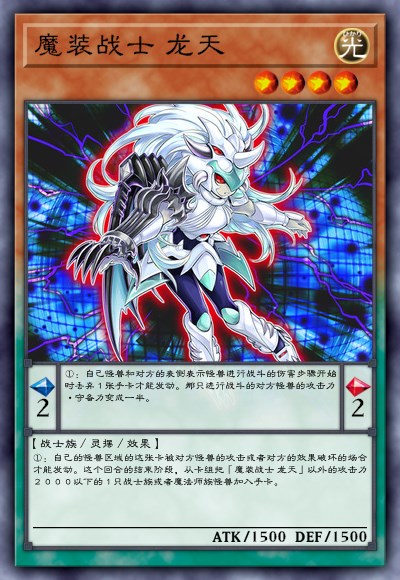 魔装战士 龙天
光
ひかり
①：自己怪兽和对方的表侧表示怪兽进行战斗的伤害步骤开始
时丢弃1张手卡才能发动。那只进行战斗的对方怪兽的攻击力
·守备力变成一半。
2
2
【战士族／灵摆／效果】
①：自己的怪兽区域的这张卡被对方怪兽的攻击或者对方的效果破坏的场合
才能发动。这个回合的结束阶段，从卡组把「魔装战士 龙天」以外的攻击力
2000以下的1只战士族或者魔法师族怪兽加入手卡。
ATK/1500 DEF/1500